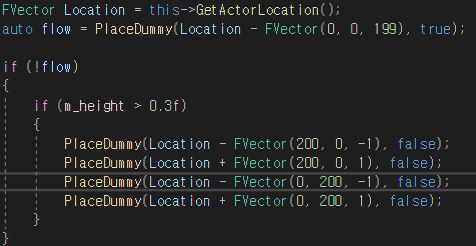 FVector Location = this->GetActorLocation();
auto flow = PlaceDummy(Location - FVector(0, 0, 199), true);
if (!flow)
{
if (m_height > 0.3f)
{
PlaceDummy(Location - FVector(200, 0, -1), false);
PlaceDummy(Location + FVector(200, 0, 1), false);
PlaceDummy(Location - FVector(0, 200, -1), false);
PlaceDummy(Location + FVector(0, 200, 1), false);
}
}